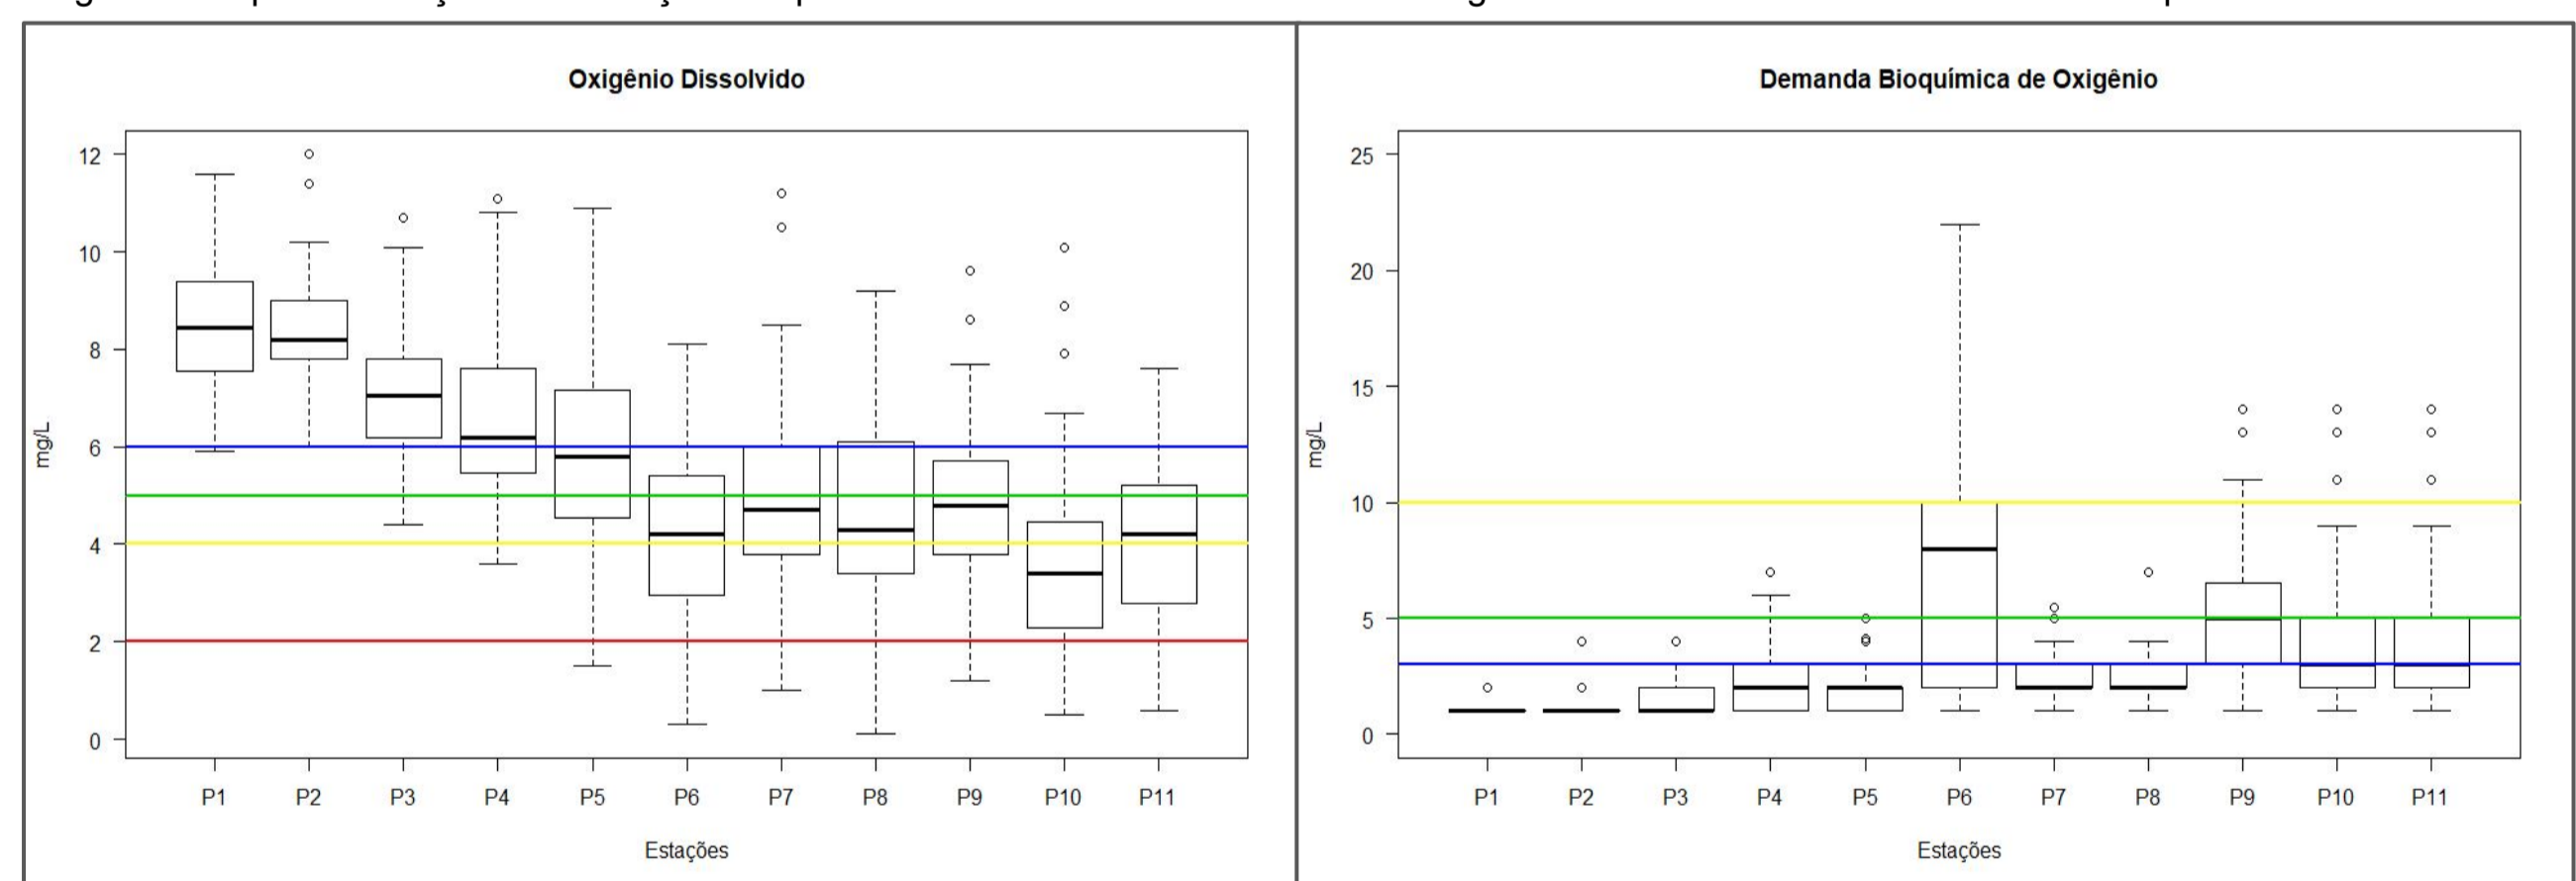 Oxigênio Dissolvido
12
10
8
6
4
2
0
mg/L
P1 P2 P3 P4 P5 P6 P7 P8 P9 P10 P11
Estações
Demanda Bioquímica de Oxigênio
25
20
15
10
5
0
mg/L
P1 P2 P3 P4 P5 P6 P7 P8 P9 P10 P11
Estações